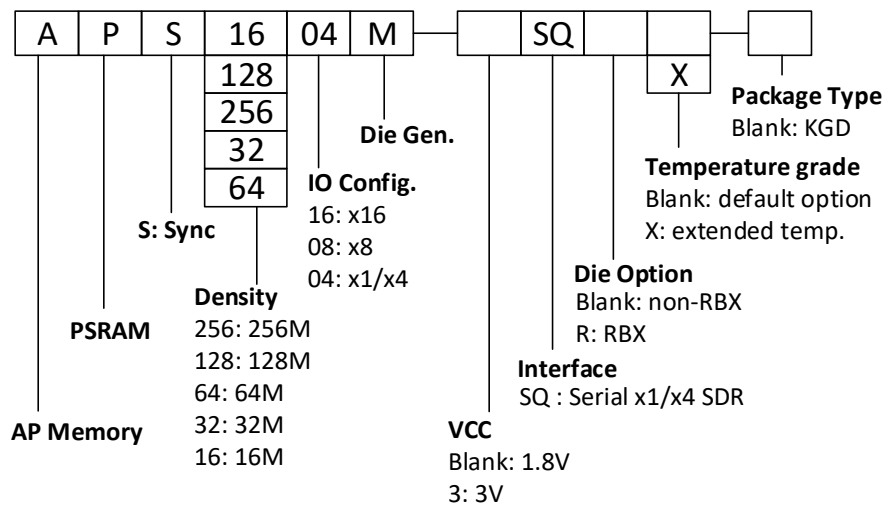 A P S 16 04 M SQ
128 X
256
32
64
Package Type
Blank: KGD
Die Gen.
Temperature grade
Blank: default option
X: extended temp.
IO Config.
16: x16
08: x8
04: x1/x4
S: Sync
Die Option
Blank: non-RBX
R: RBX
Density
256: 256M
128: 128M
64: 64M
32: 32M
16: 16M
PSRAM
Interface
SQ : Serial x1/x4 SDR
AP Memory
VCC
Blank: 1.8V
3: 3V